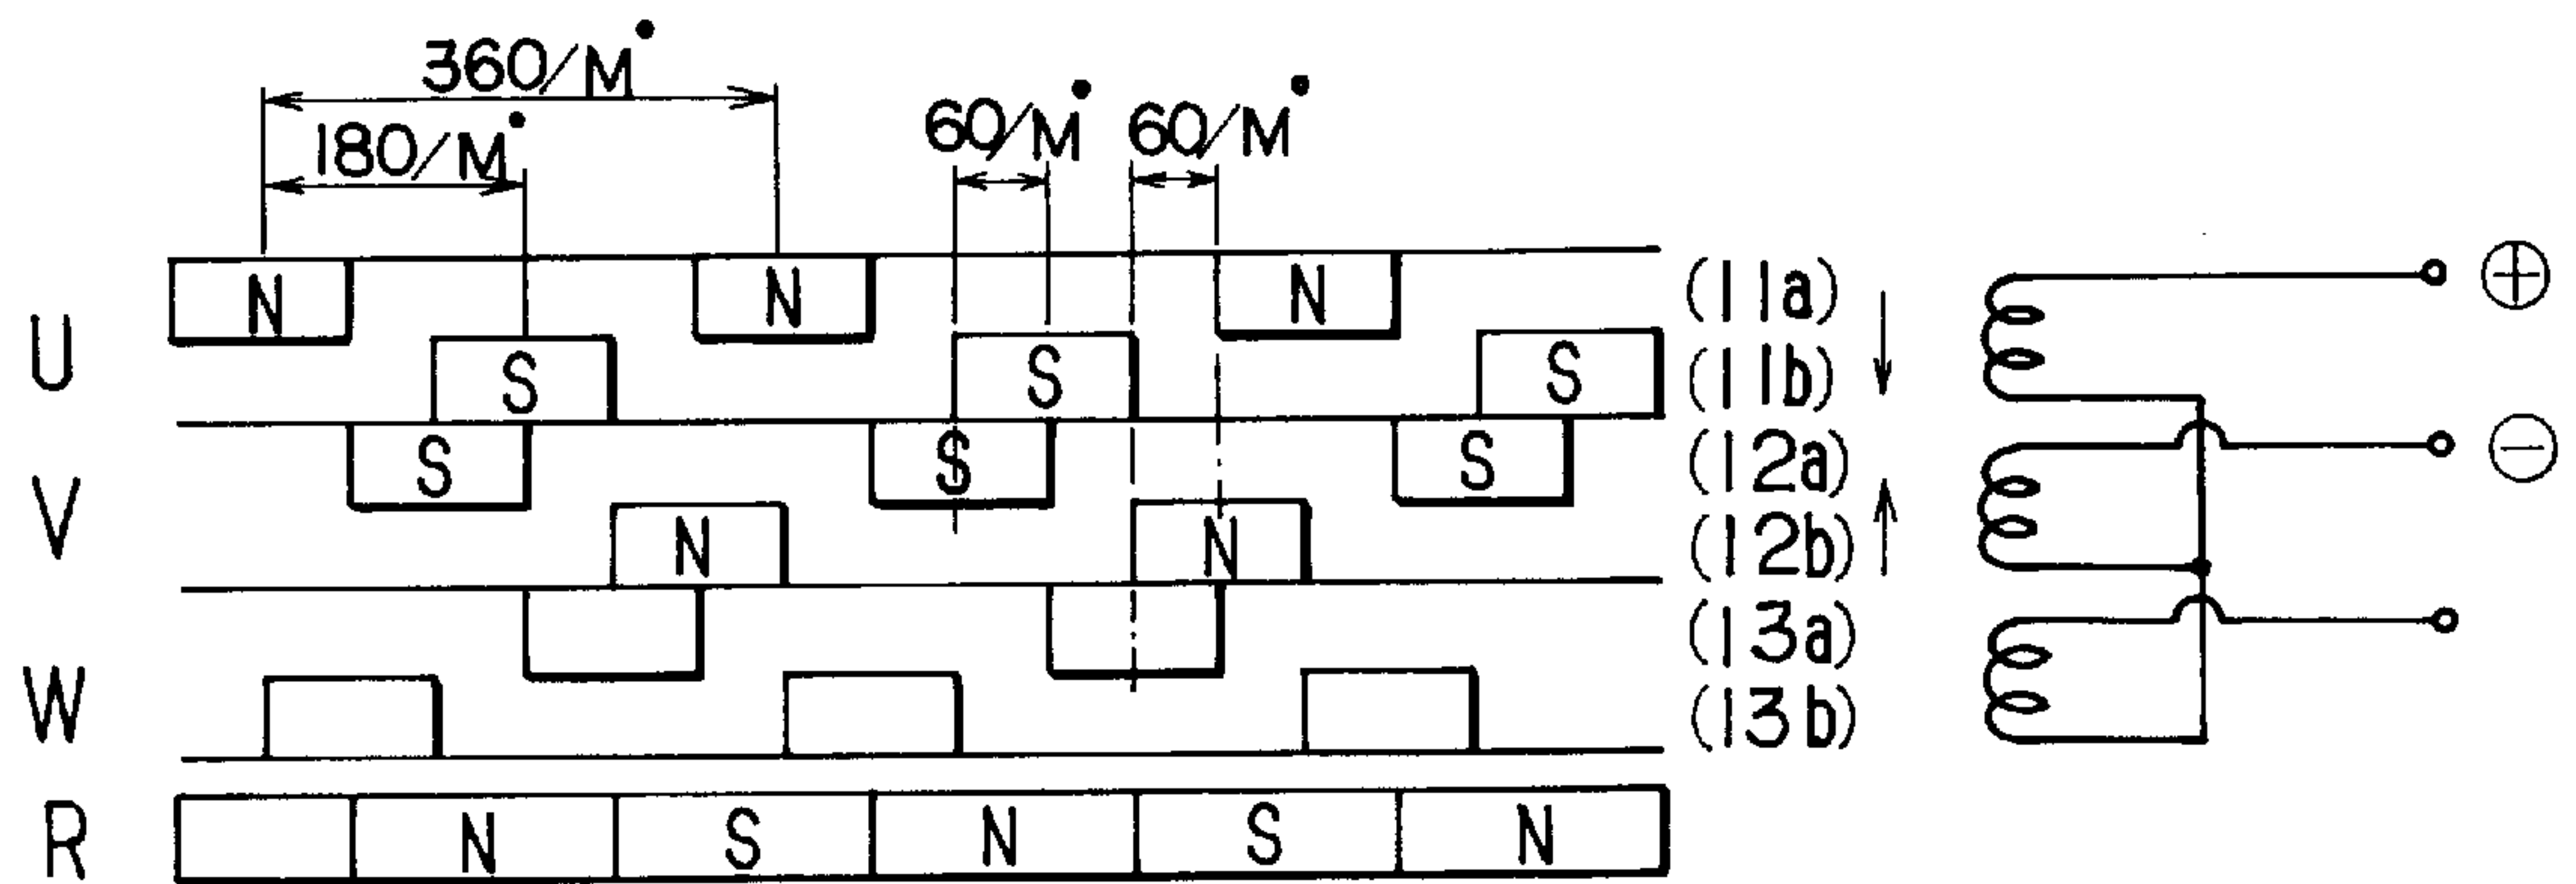 360/M°
180/M°
60/M° 60/M°
U
N N N (11a) ⊕
S S S (11b)
V
S S S (12a) ⊖
N N (12b)
W
(13a)
(13b)
R N S N S N